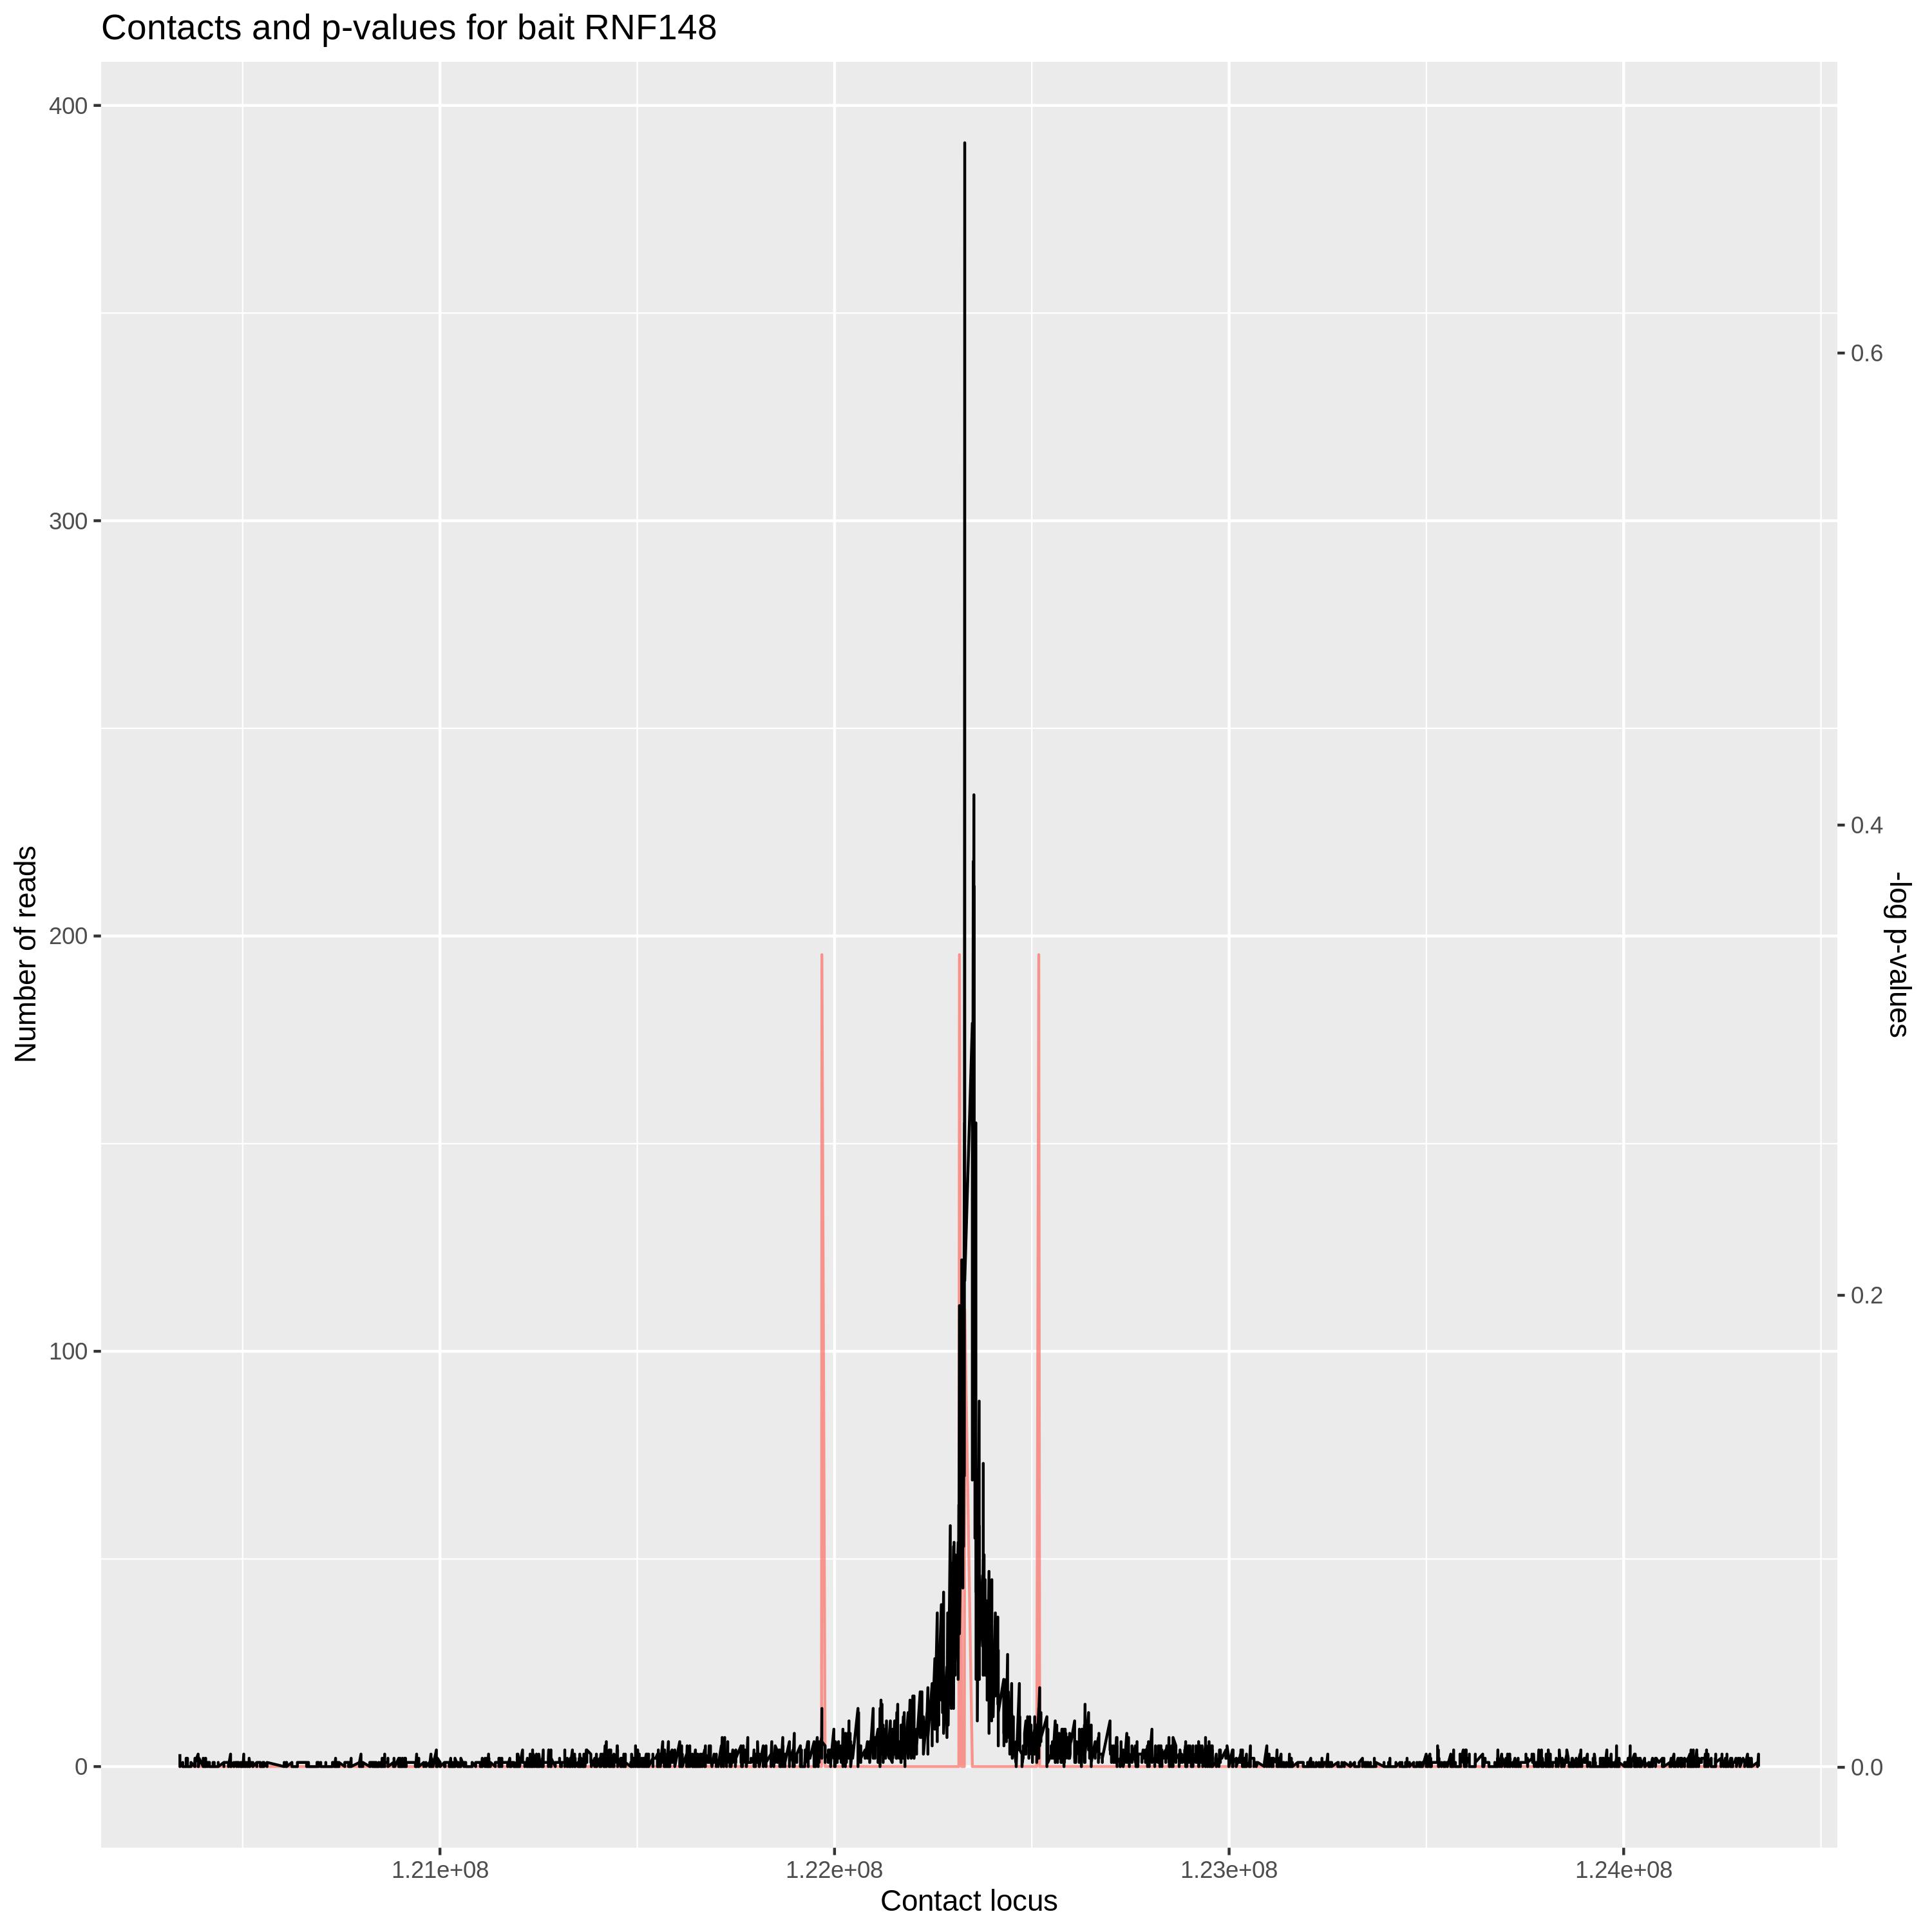 Contacts and p-values for bait RNF148
400
300
200
100
0
Number of reads
0.6
0.4
0.2
0.0
-log p-values
1.21e+08
1.22e+08
1.23e+08
1.24e+08
Contact locus